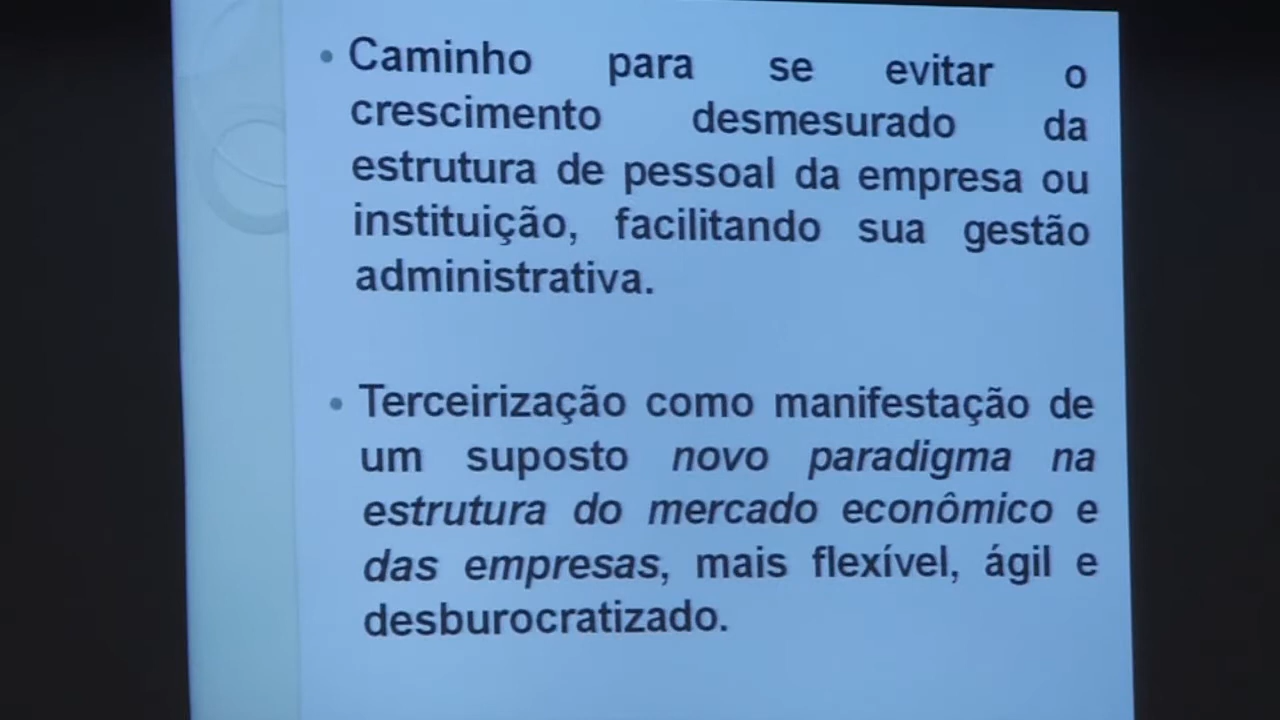 • Caminho para se evitar o
crescimento desmesurado da
estrutura de pessoal da empresa ou
instituição, facilitando sua gestão
administrativa.
• Terceirização como manifestação de
um suposto novo paradigma na
estrutura do mercado econômico e
das empresas, mais flexível, ágil e
desburocratizado.